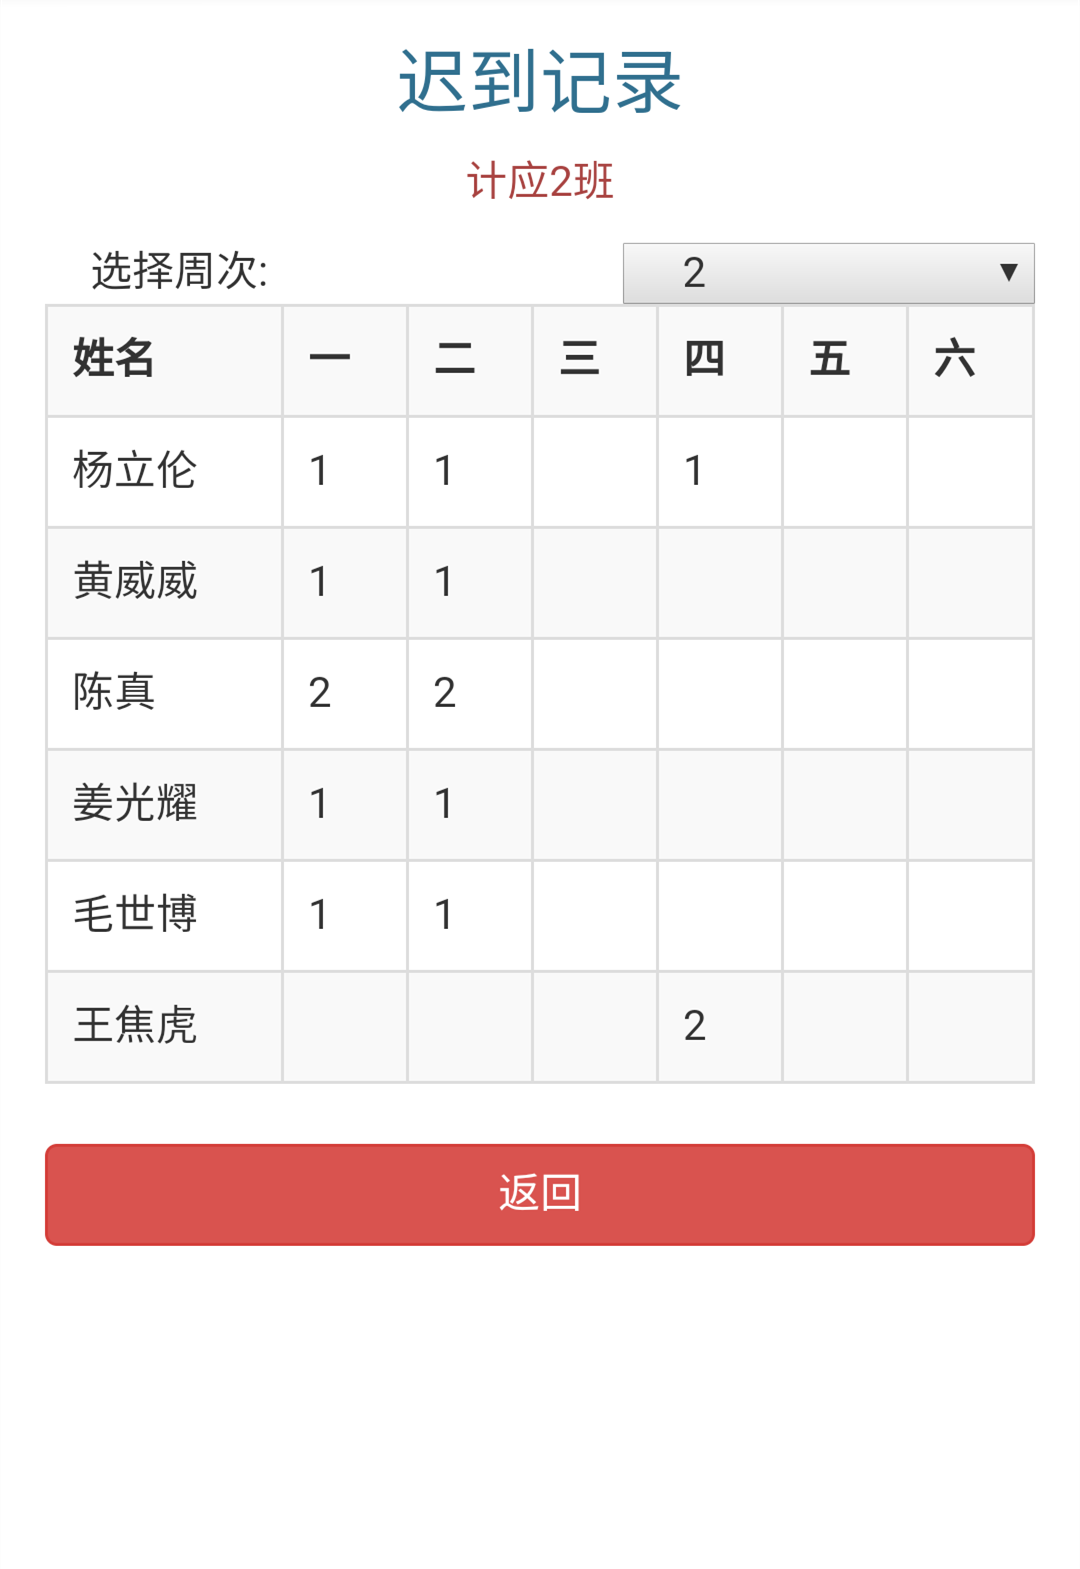 迟到记录
计应2班
选择周次: 2 ▼
姓名 一 二 三 四 五 六
杨立伦 1 1 1
黄威威 1 1
陈真 2 2
姜光耀 1 1
毛世博 1 1
王焦虎 2
返回